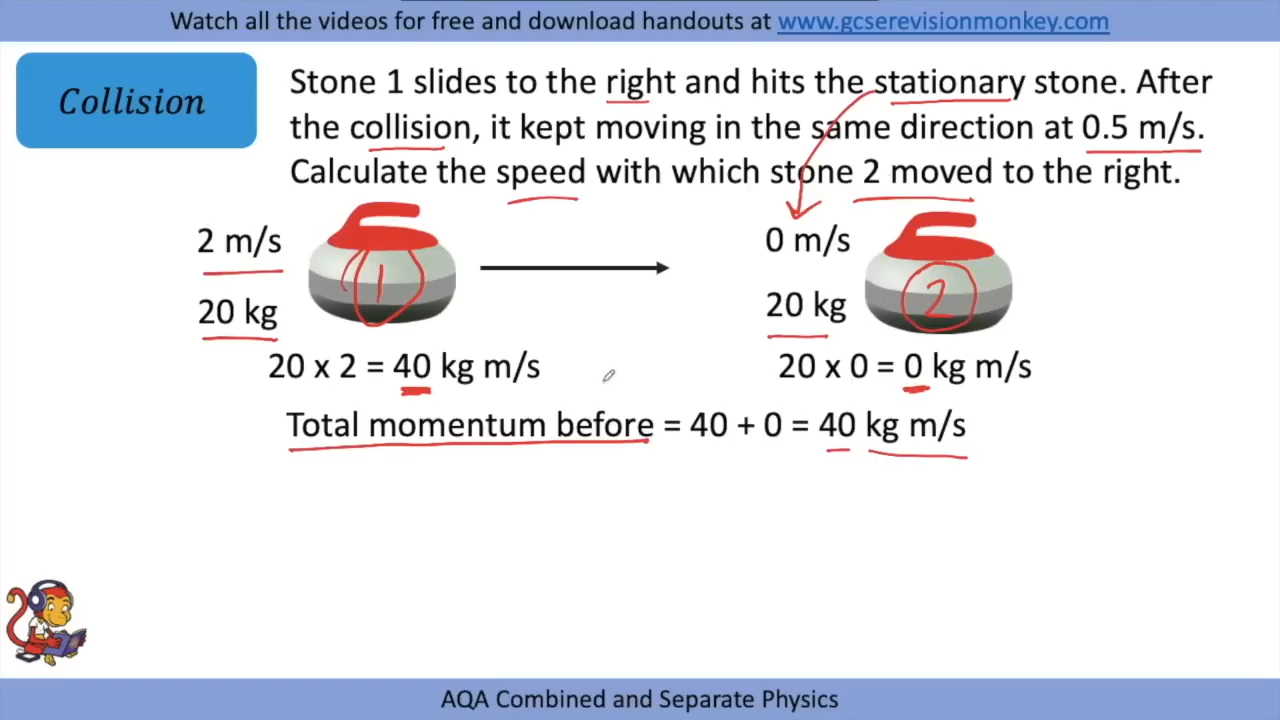 Watch all the videos for free and download handouts at www.gcserevisionmonkey.com
Collision
Stone 1 slides to the right and hits the stationary stone. After
the collision, it kept moving in the same direction at 0.5 m/s.
Calculate the speed with which stone 2 moved to the right.
2 m/s
20 kg
1
0 m/s
20 kg
2
20 x 2 = 40 kg m/s
20 x 0 = 0 kg m/s
Total momentum before = 40 + 0 = 40 kg m/s
AQA Combined and Separate Physics